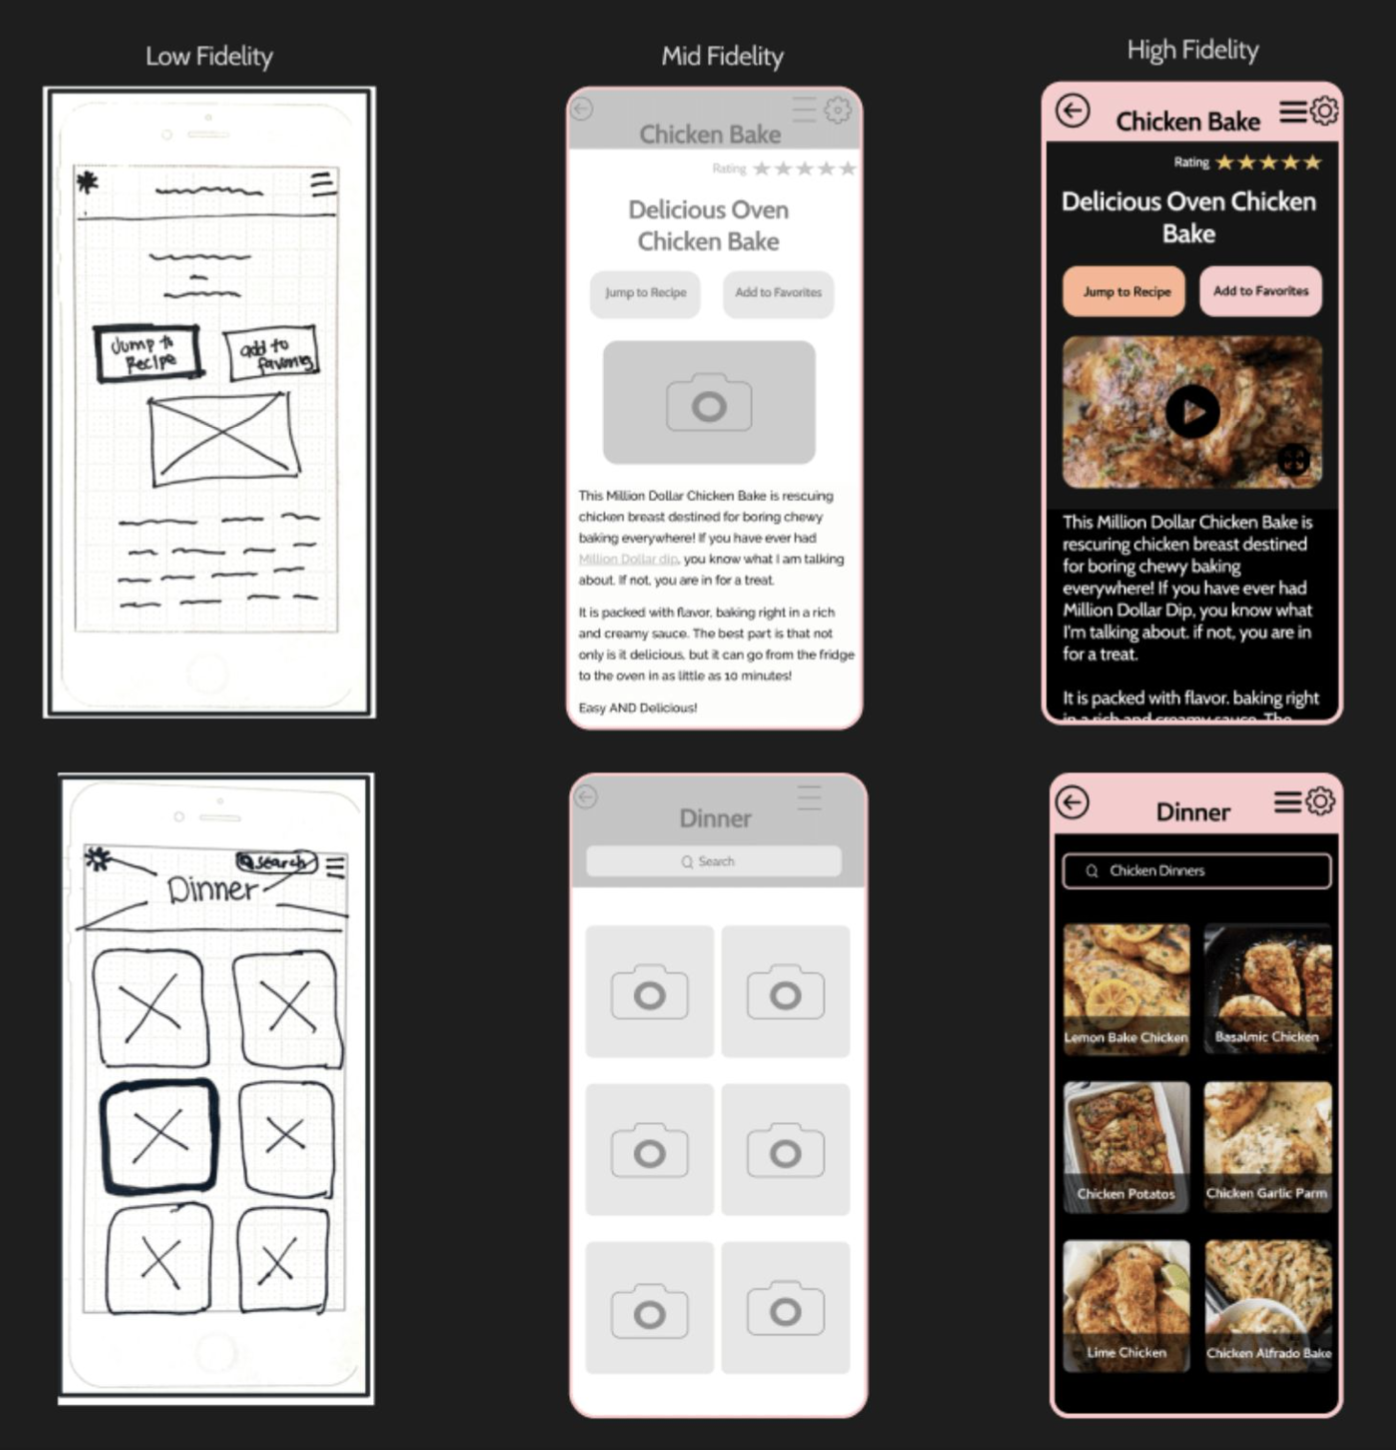 Low Fidelity
Mid Fidelity
High Fidelity
Jump to
Recipe
add to
favorites
Chicken Bake
Rating
Delicious Oven
Chicken Bake
Jump to Recipe
Add to Favorites
This Million Dollar Chicken Bake is rescuing
chicken breast destined for boring chewy
baking everywhere! If you have ever had
Million Dollar dip, you know what I am talking
about. If not, you are in for a treat.
It is packed with flavor, baking right in a rich
and creamy sauce. The best part is that not
only is it delicious, but it can go from the fridge
to the oven in as little as 10 minutes!
Easy AND Delicious!
Chicken Bake
Rating
Delicious Oven Chicken
Bake
Jump to Recipe
Add to Favorites
This Million Dollar Chicken Bake is
rescuring chicken breast destined
for boring chewy baking
everywhere! If you have ever had
Million Dollar Dip, you know what
I'm talking about. if not, you are in
for a treat.
It is packed with flavor. baking right
in a rich and creamy sauce. The
Search
Dinner
Dinner
Search
Dinner
Chicken Dinners
Lemon Bake Chicken
Basalmic Chicken
Chicken Potatos
Chicken Garlic Parm
Lime Chicken
Chicken Alfrado Bake